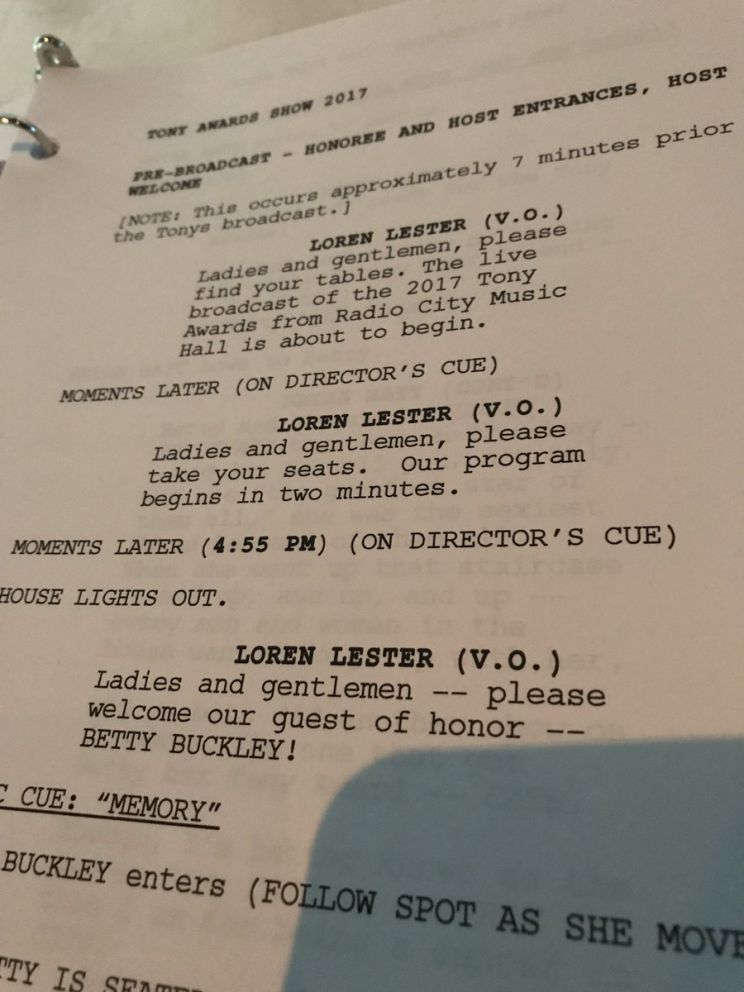 TONY AWARDS SHOW 2017
PRE-BROADCAST - HONOREE AND HOST ENTRANCES, HOST
WELCOME
[NOTE: This occurs approximately 7 minutes prior
the Tonys broadcast.]
LOREN LESTER (V.O.)
Ladies and gentlemen, please
find your tables. The live
broadcast of the 2017 Tony
Awards from Radio City Music
Hall is about to begin.
MOMENTS LATER (ON DIRECTOR'S CUE)
LOREN LESTER (V.O.)
Ladies and gentlemen, please
take your seats. Our program
begins in two minutes.
MOMENTS LATER (4:55 PM) (ON DIRECTOR'S CUE)
HOUSE LIGHTS OUT.
LOREN LESTER (V.O.)
Ladies and gentlemen -- please
welcome our guest of honor --
BETTY BUCKLEY!
CUE: "MEMORY"
BUCKLEY enters (FOLLOW SPOT AS SHE MOVE
TTY IS SEATE